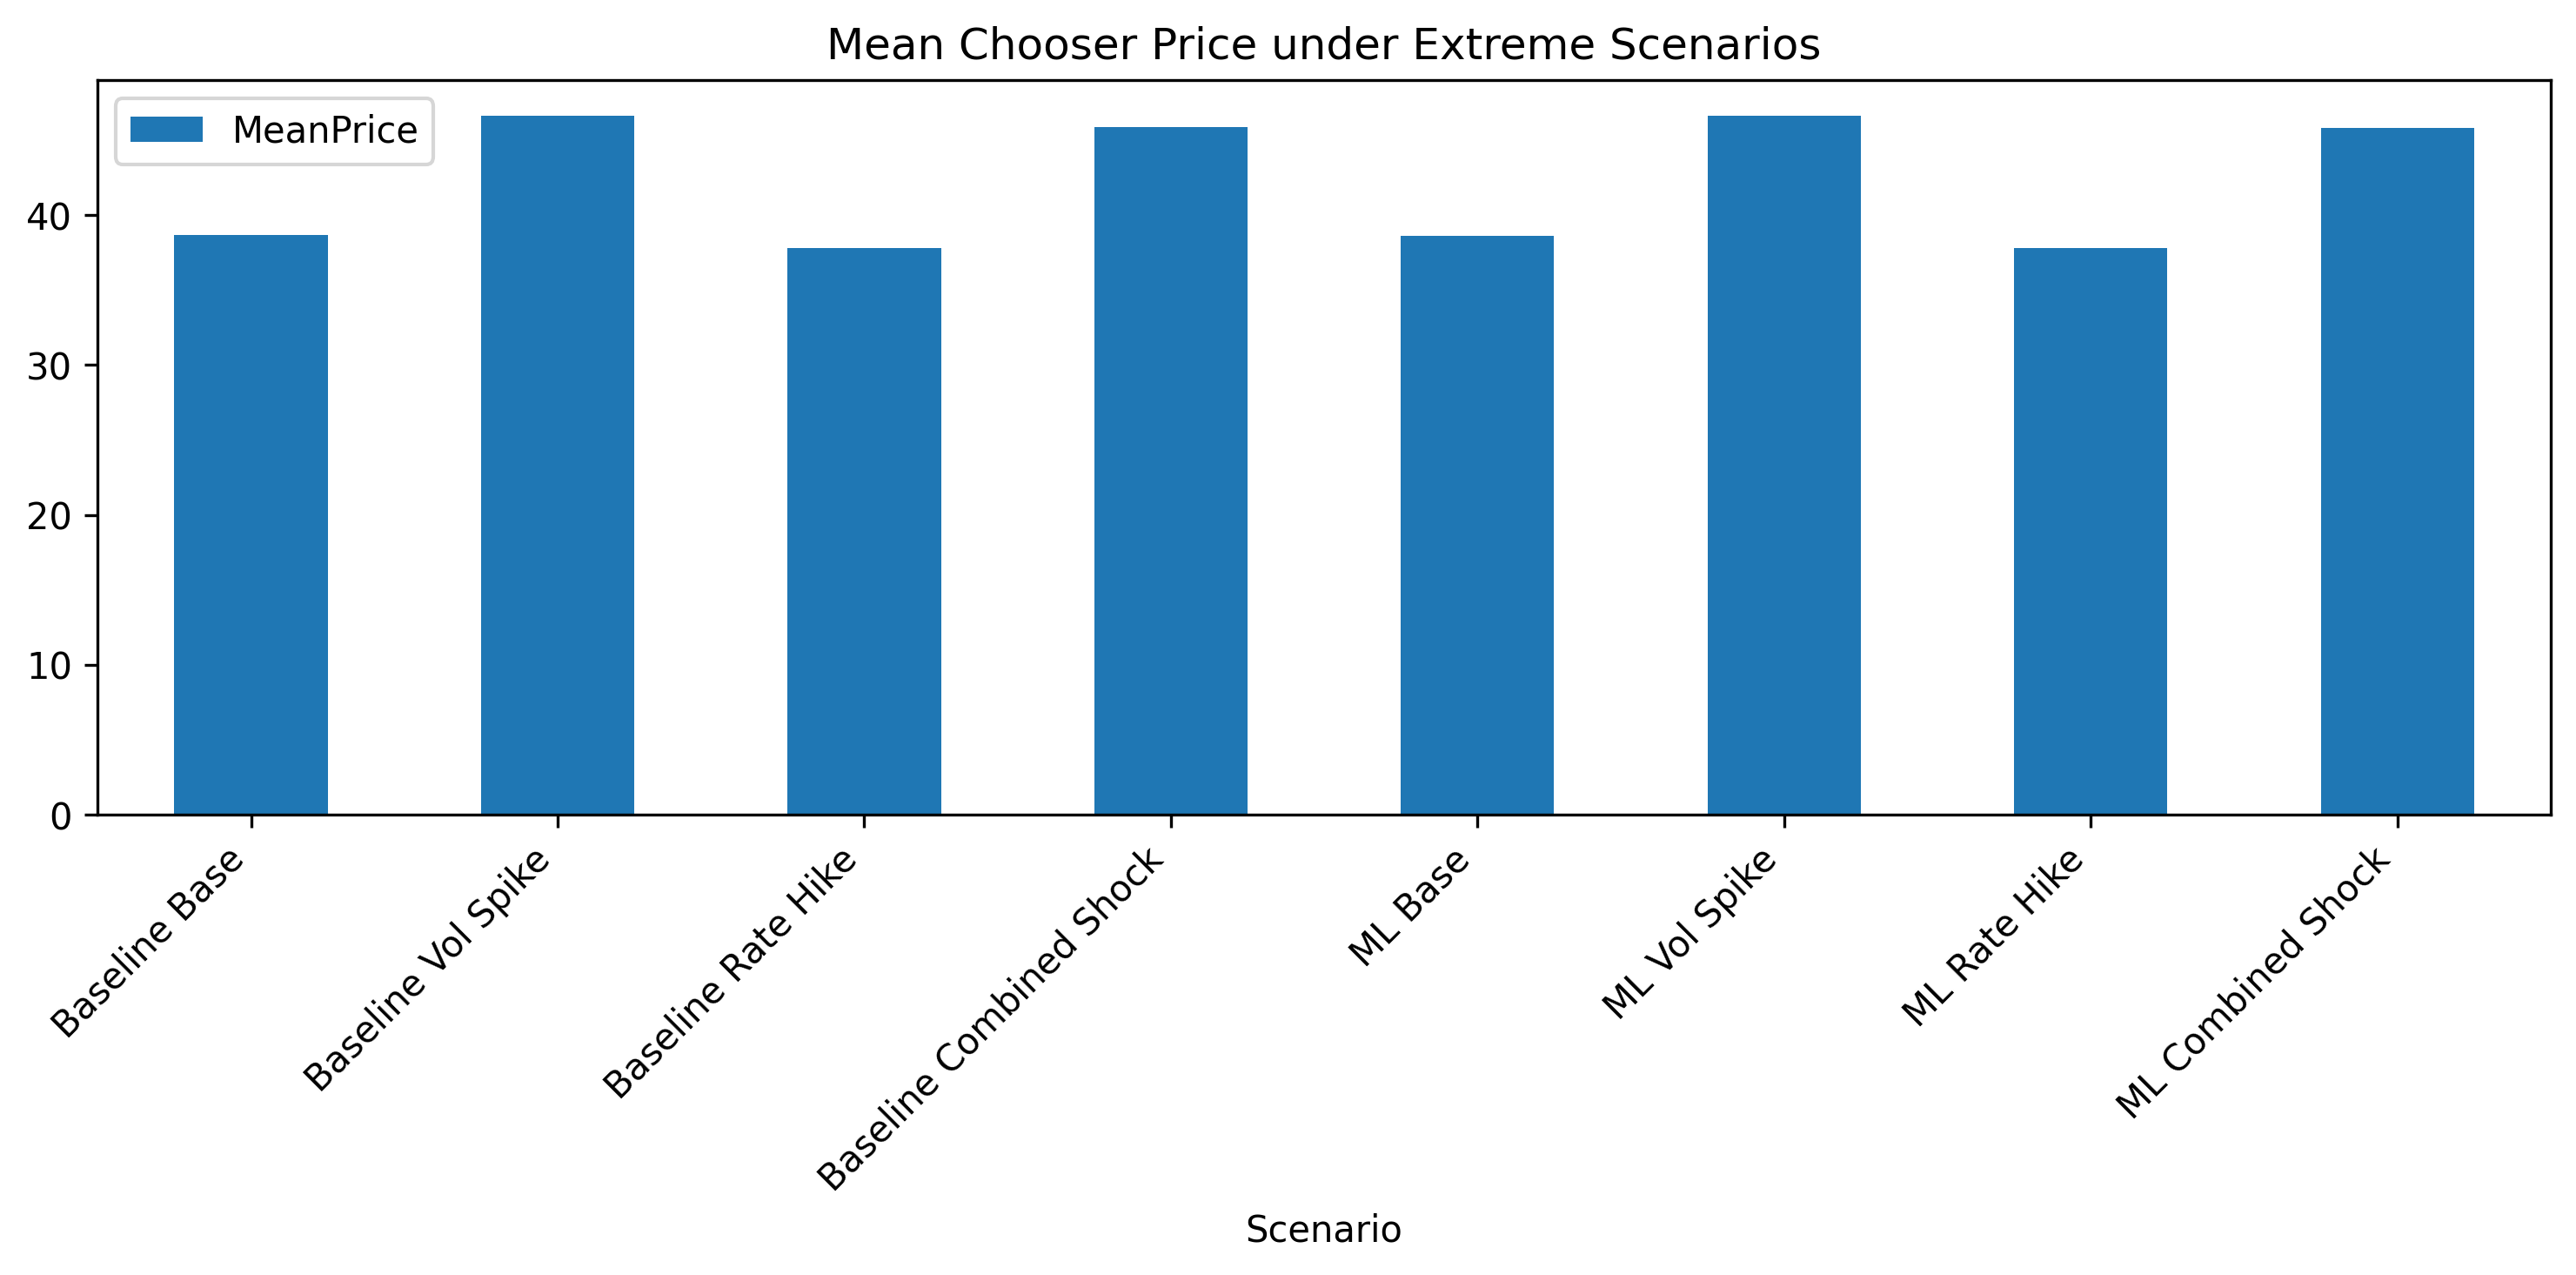 Mean Chooser Price under Extreme Scenarios
MeanPrice
40
30
20
10
0
Baseline Base
Baseline Vol Spike
Baseline Rate Hike
Baseline Combined Shock
ML Base
ML Vol Spike
ML Rate Hike
ML Combined Shock
Scenario